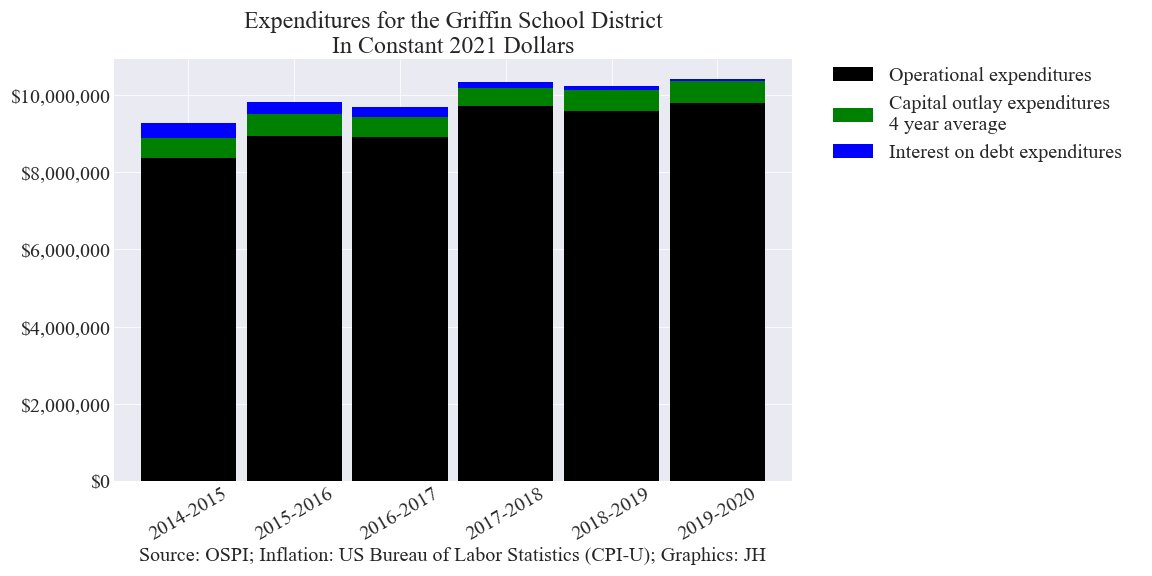 Expenditures for the Griffin School District
In Constant 2021 Dollars
$10,000,000
$8,000,000
$6,000,000
$4,000,000
$2,000,000
$0
2014-2015
2015-2016
2016-2017
2017-2018
2018-2019
2019-2020
Source: OSPI; Inflation: US Bureau of Labor Statistics (CPI-U); Graphics: JH
Operational expenditures
Capital outlay expenditures
4 year average
Interest on debt expenditures